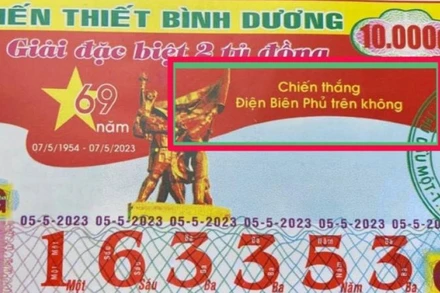 IẾN THIẾT BÌNH DƯƠNG
10.000
Giải đặc biệt 2 tỷ đồng
69
năm
07/5/1954 - 07/5/2023
Chiến thắng
Điện Biên Phủ trên không
05-5-2023 05-5-2023 05-5-2023 05-5-2023 05-5-2023 05-5-2023
1 6 3 3 5 3
Một Sáu Ba Ba Năm Ba